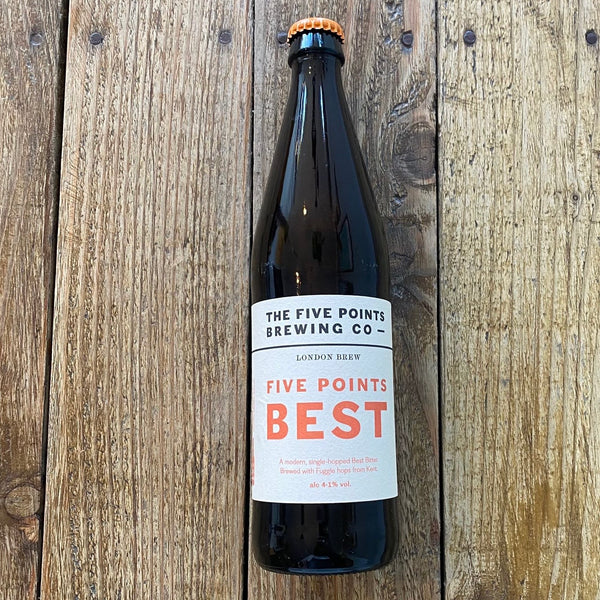 THE FIVE POINTS
BREWING CO —
LONDON BREW
FIVE POINTS
BEST
A modern, single-hopped Best Bitter.
Brewed with Fuggle hops from Kent.
alc 4·1% vol.